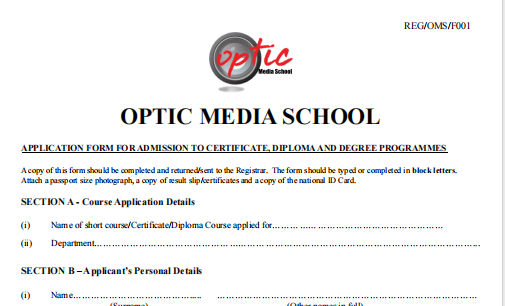 REG/OMS/F001
optic
Media School
OPTIC MEDIA SCHOOL
APPLICATION FORM FOR ADMISSION TO CERTIFICATE, DIPLOMA AND DEGREE PROGRAMMES
A copy of this form should be completed and returned/sent to the Registrar. The form should be typed or completed in block letters.
Attach a passport size photograph, a copy of result slip/certificates and a copy of the national ID Card.
SECTION A - Course Application Details
(i) Name of short course/Certificate/Diploma Course applied for……………………………………………
(ii) Department……………………………………………………………………………………………………
SECTION B – Applicant's Personal Details
(i) Name………………………………..
(Surname) (Other names in full)